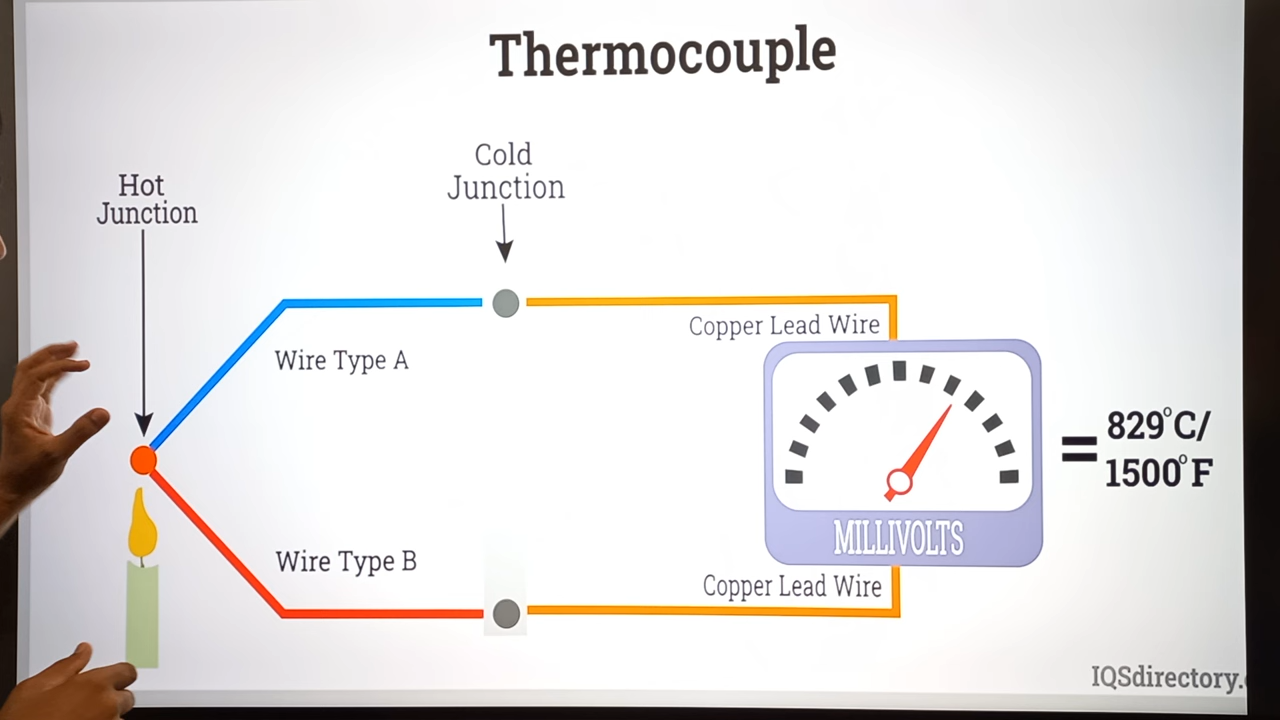 Thermocouple
Cold
Junction
Hot
Junction
Copper Lead Wire
Wire Type A
829°C/
1500°F
MILLIVOLTS
Wire Type B
Copper Lead Wire
IQSdirectory.